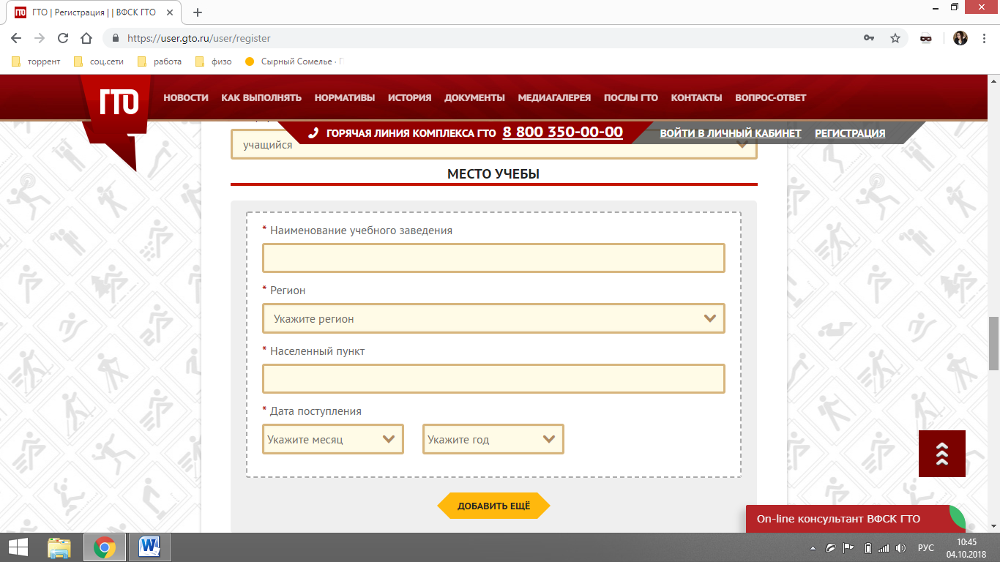 ГТО | Регистрация | | ВФСК ГТО
https://user.gto.ru/user/register
торрент соц.сети работа физо Сырный Сомелье ·
ГТО НОВОСТИ КАК ВЫПОЛНЯТЬ НОРМАТИВЫ ИСТОРИЯ ДОКУМЕНТЫ МЕДИАГАЛЕРЕЯ ПОСЛЫ ГТО КОНТАКТЫ ВОПРОС-ОТВЕТ
ГОРЯЧАЯ ЛИНИЯ КОМПЛЕКСА ГТО 8 800 350-00-00 ВОЙТИ В ЛИЧНЫЙ КАБИНЕТ РЕГИСТРАЦИЯ
учащийся
МЕСТО УЧЕБЫ
* Наименование учебного заведения
* Регион
Укажите регион
* Населенный пункт
* Дата поступления
Укажите месяц Укажите год
ДОБАВИТЬ ЕЩЁ
On-line консультант ВФСК ГТО
РУС 10:45
04.10.2018